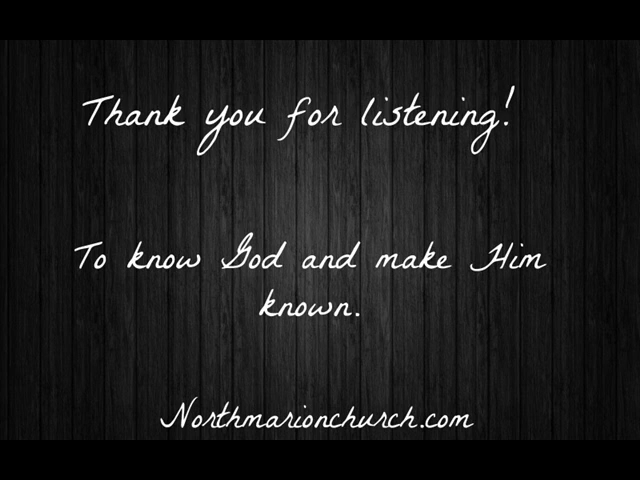 Thank you for listening!
To know God and make Him
known.
Northmarionchurch.com